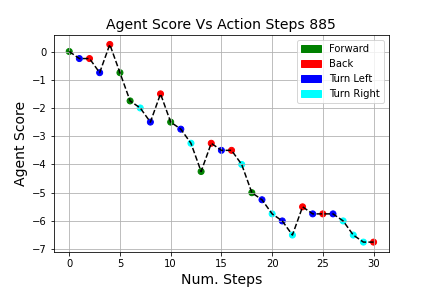 Agent Score Vs Action Steps 885
Forward
Back
Turn Left
Turn Right
Agent Score
0
−1
−2
−3
−4
−5
−6
−7
0 5 10 15 20 25 30
Num. Steps